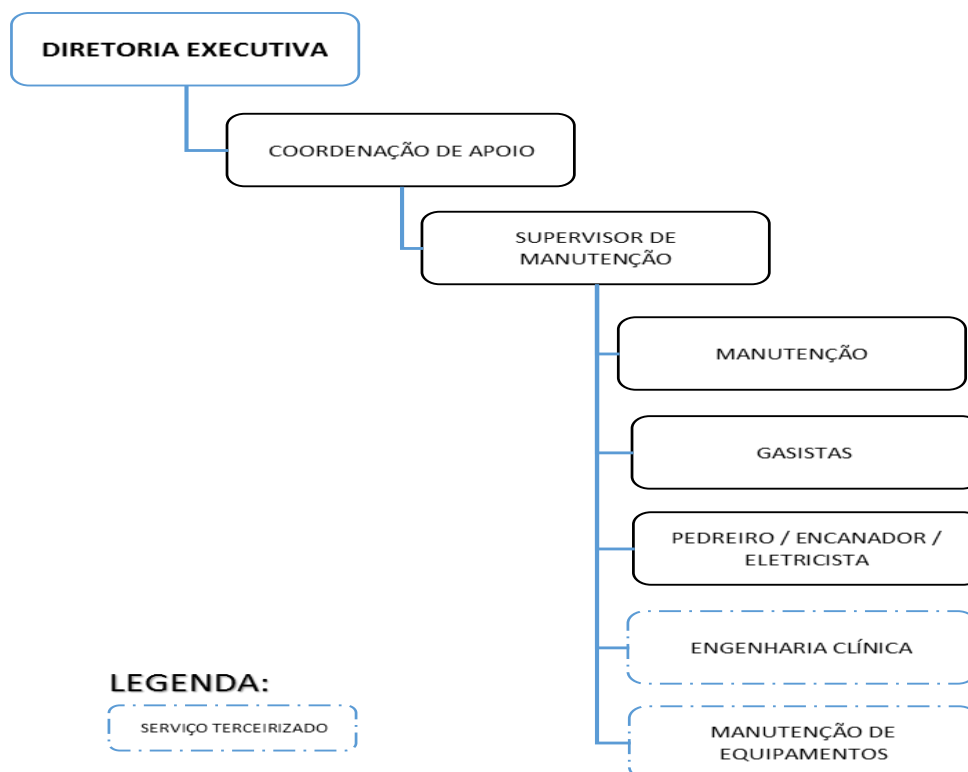 DIRETORIA EXECUTIVA
COORDENAÇÃO DE APOIO
SUPERVISOR DE
MANUTENÇÃO
MANUTENÇÃO
GASISTAS
PEDREIRO / ENCANADOR /
ELETRICISTA
ENGENHARIA CLÍNICA
LEGENDA:
SERVIÇO TERCEIRIZADO
MANUTENÇÃO DE
EQUIPAMENTOS